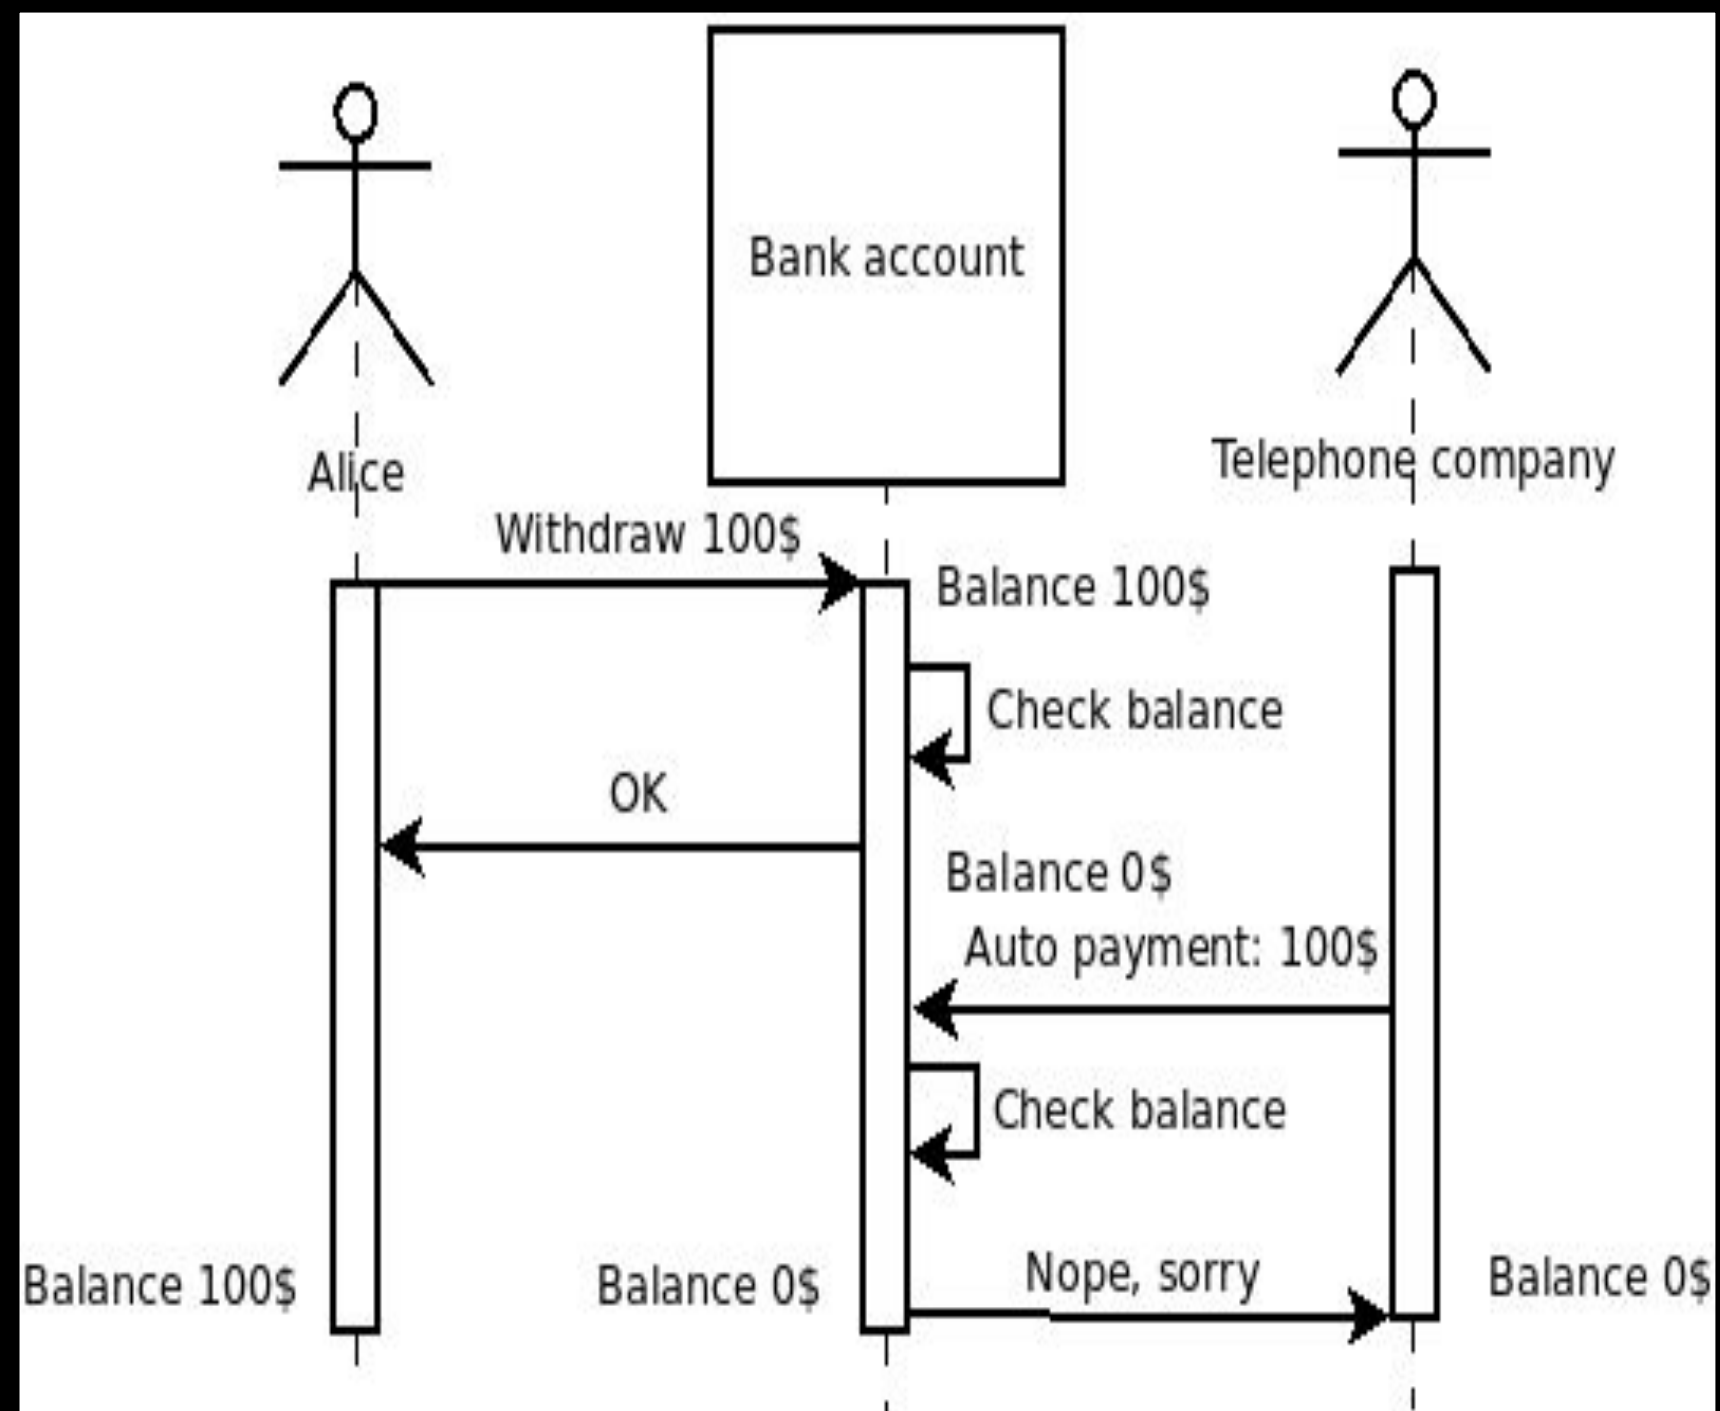 Bank account
Alice
Telephone company
Withdraw 100$
Balance 100$
Check balance
OK
Balance 0$
Auto payment: 100$
Check balance
Nope, sorry
Balance 100$
Balance 0$
Balance 0$